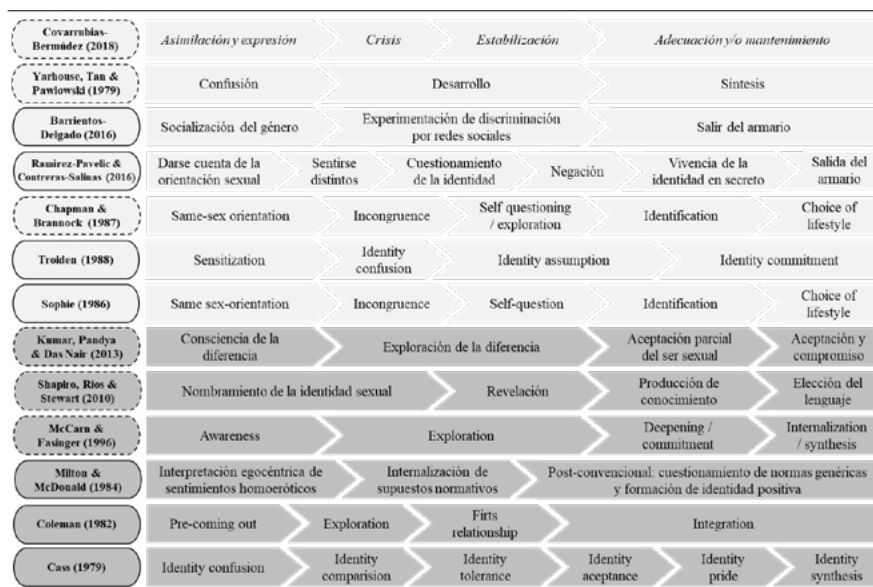 Covarrubias-
Bermúdez (2018)
Asimilación y expresión
Crisis
Estabilización
Adecuación y/o mantenimiento
Yarhouse, Tan &
Pawlowski (1979)
Confusión
Desarrollo
Síntesis
Barrientos-
Delgado (2016)
Socialización del género
Experimentación de discriminación
por redes sociales
Salir del armario
Ramírez-Pavelic &
Contreras-Salinas (2016)
Darse cuenta de la
orientación sexual
Sentirse
distintos
Cuestionamiento
de la identidad
Negación
Vivencia de la
identidad en secreto
Salida del
armario
Chapman &
Brannock (1987)
Same-sex orientation
Incongruence
Self questioning
/ exploration
Identification
Choice of
lifestyle
Troiden (1988)
Sensitization
Identity
confusion
Identity assumption
Identity commitment
Sophie (1986)
Same sex-orientation
Incongruence
Self-question
Identification
Choice of
lifestyle
Kumar, Pandya
& Das Nair (2013)
Consciencia de la
diferencia
Exploración de la diferencia
Aceptación parcial
del ser sexual
Aceptación y
compromiso
Shapiro, Rios &
Stewart (2010)
Nombramiento de la identidad sexual
Revelación
Producción de
conocimiento
Elección del
lenguaje
McCarn &
Fasinger (1996)
Awareness
Exploration
Deepening /
commitment
Internalization
/ synthesis
Milton &
McDonald (1984)
Interpretación egocéntrica de
sentimientos homoeróticos
Internalización de
supuestos normativos
Post-convencional: cuestionamiento de normas genéricas
y formación de identidad positiva
Coleman (1982)
Pre-coming out
Exploration
Firts
relationship
Integration
Cass (1979)
Identity confusion
Identity
comparision
Identity
tolerance
Identity
aceptance
Identity
pride
Identity
synthesis